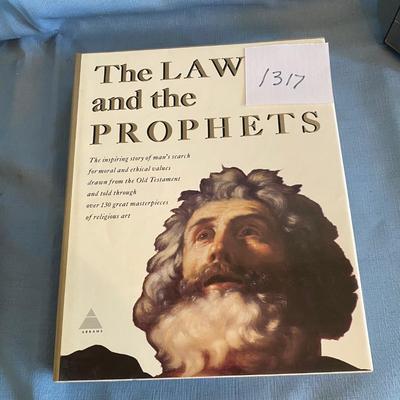 The LAW
1317
and the
PROPHETS
The inspiring story of man's search
for moral and ethical values
drawn from the Old Testament
and told through
over 130 great masterpieces
of religious art
ABRAMS